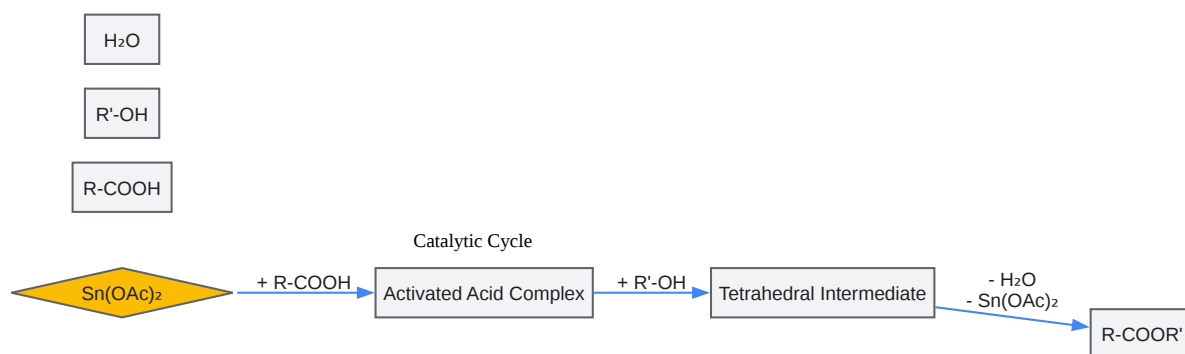 H₂O
R'-OH
R-COOH
Catalytic Cycle
Sn(OAc)₂
+ R-COOH
Activated Acid Complex
+ R'-OH
Tetrahedral Intermediate
- H₂O
- Sn(OAc)₂
R-COOR'